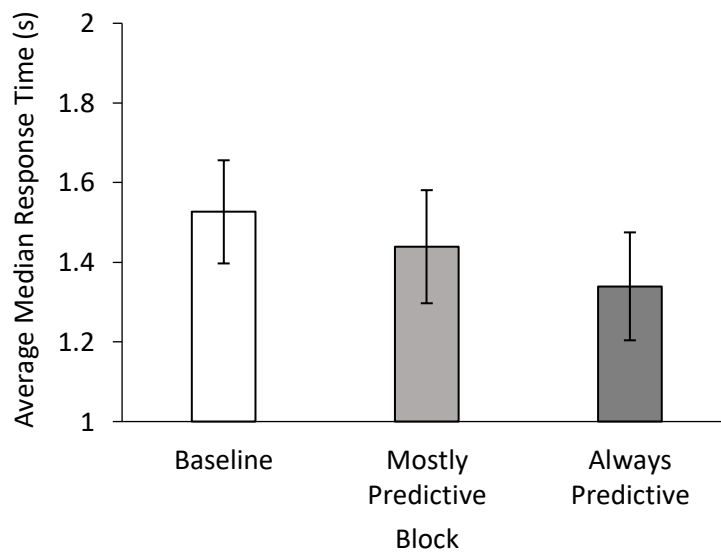 Average Median Response Time (s)
2
1.8
1.6
1.4
1.2
1
Baseline
Mostly
Predictive
Always
Predictive
Block